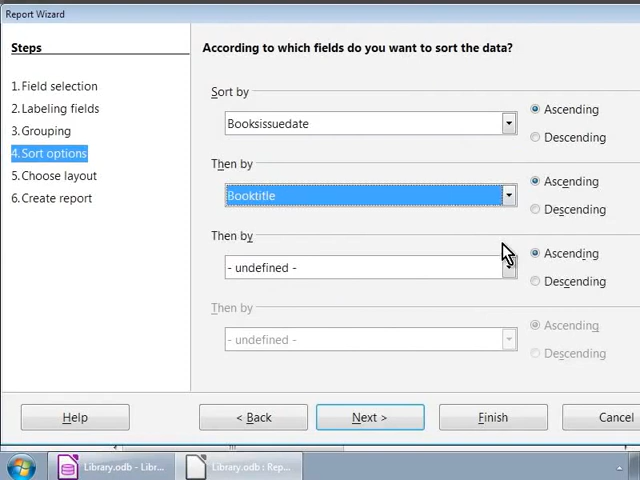 Report Wizard
Steps
1.Field selection
2.Labeling fields
3.Grouping
4.Sort options
5.Choose layout
6.Create report
According to which fields do you want to sort the data?
Sort by
Booksissuedate
Ascending
Descending
Then by
Booktitle
Ascending
Descending
Then by
- undefined -
Ascending
Descending
Then by
- undefined -
Ascending
Descending
Help
< Back
Next >
Finish
Cancel
Library.odb - Libr...
Library.odb : Rep...